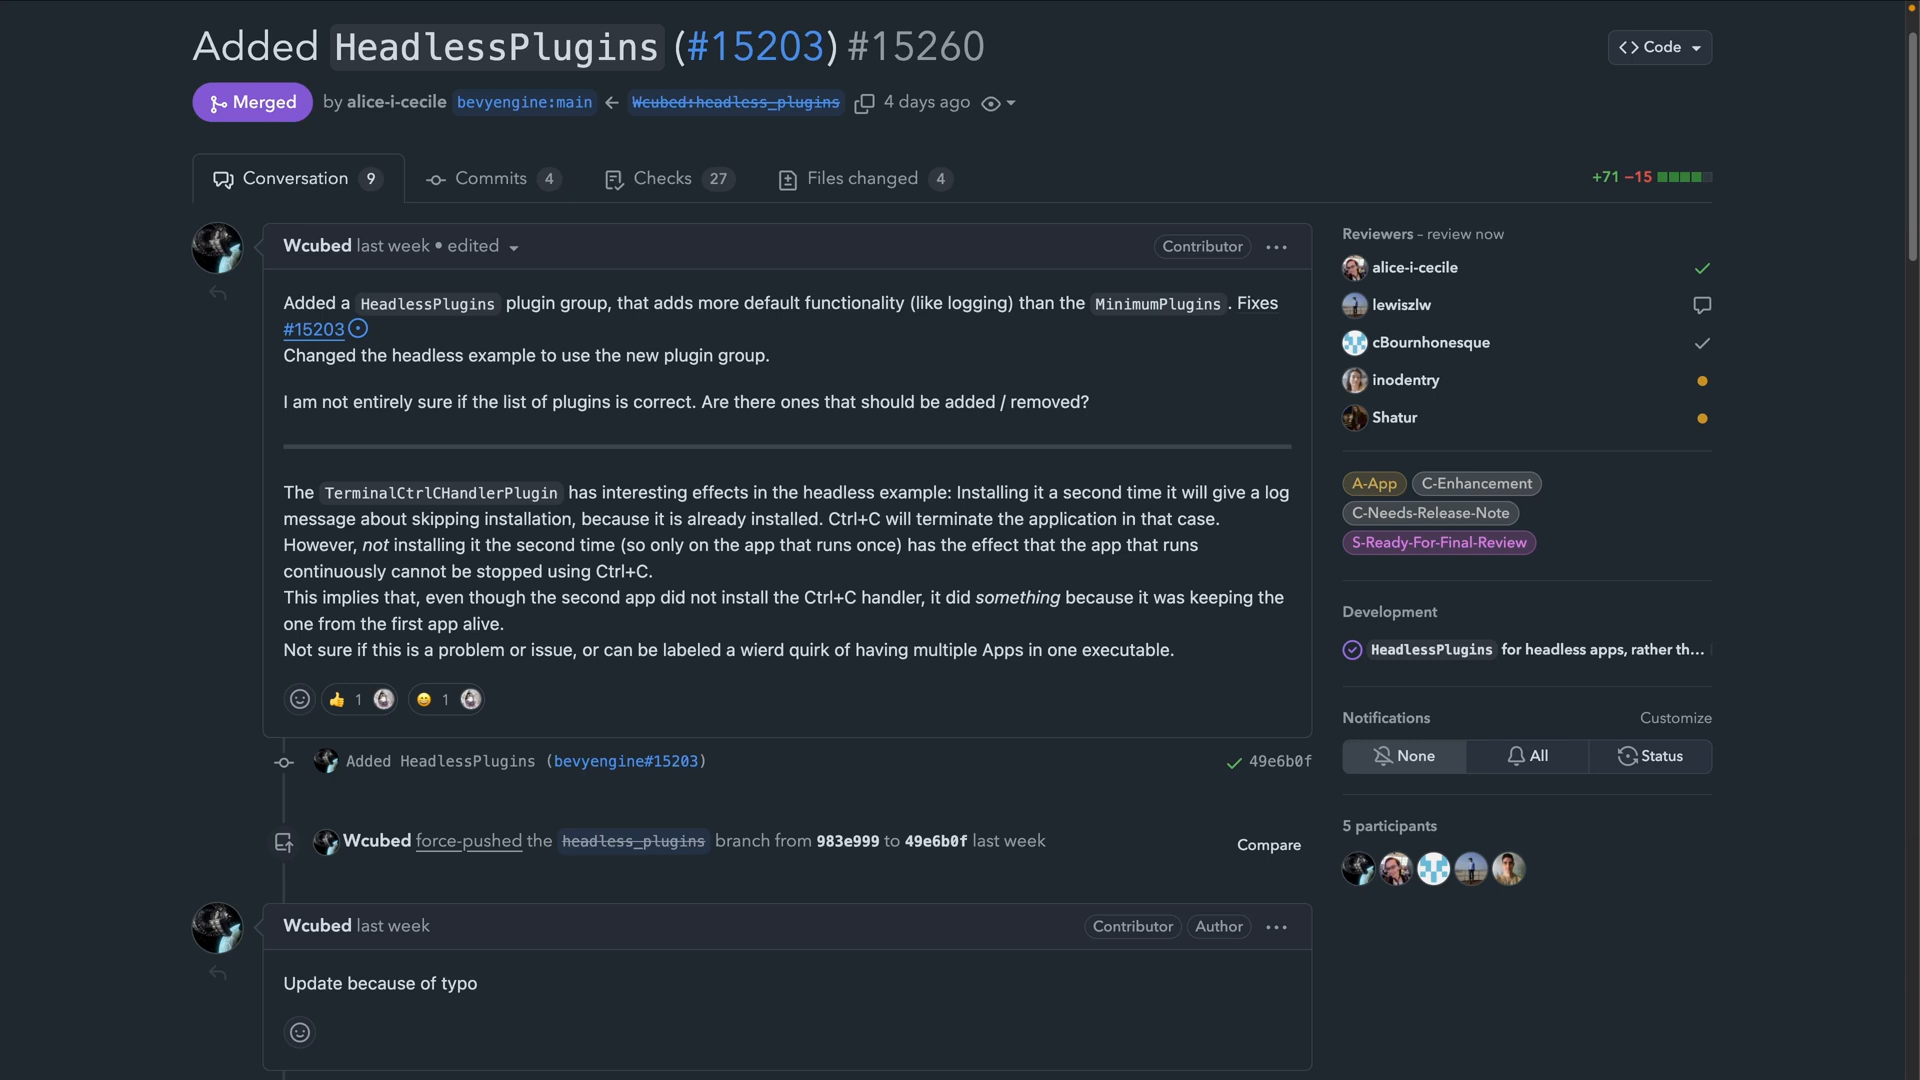 Added HeadlessPlugins (#15203) #15260
Code
Merged by alice-i-cecile bevyengine:main ← Wcubed:headless_plugins 4 days ago
Conversation 9 Commits 4 Checks 27 Files changed 4
+71 −15
Wcubed last week • edited
Contributor
Added a HeadlessPlugins plugin group, that adds more default functionality (like logging) than the MinimumPlugins . Fixes
#15203
Changed the headless example to use the new plugin group.
I am not entirely sure if the list of plugins is correct. Are there ones that should be added / removed?
The TerminalCtrlCHandlerPlugin has interesting effects in the headless example: Installing it a second time it will give a log
message about skipping installation, because it is already installed. Ctrl+C will terminate the application in that case.
However, not installing it the second time (so only on the app that runs once) has the effect that the app that runs
continuously cannot be stopped using Ctrl+C.
This implies that, even though the second app did not install the Ctrl+C handler, it did something because it was keeping the
one from the first app alive.
Not sure if this is a problem or issue, or can be labeled a wierd quirk of having multiple Apps in one executable.
👍 1 😄 1
Added HeadlessPlugins (bevyengine#15203)
49e6b0f
Wcubed force-pushed the headless_plugins branch from 983e999 to 49e6b0f last week
Compare
Wcubed last week
Contributor Author
Update because of typo
Reviewers – review now
alice-i-cecile
lewiszlw
cBournhonesque
inodentry
Shatur
A-App C-Enhancement
C-Needs-Release-Note
S-Ready-For-Final-Review
Development
HeadlessPlugins for headless apps, rather th...
Notifications Customize
None All Status
5 participants